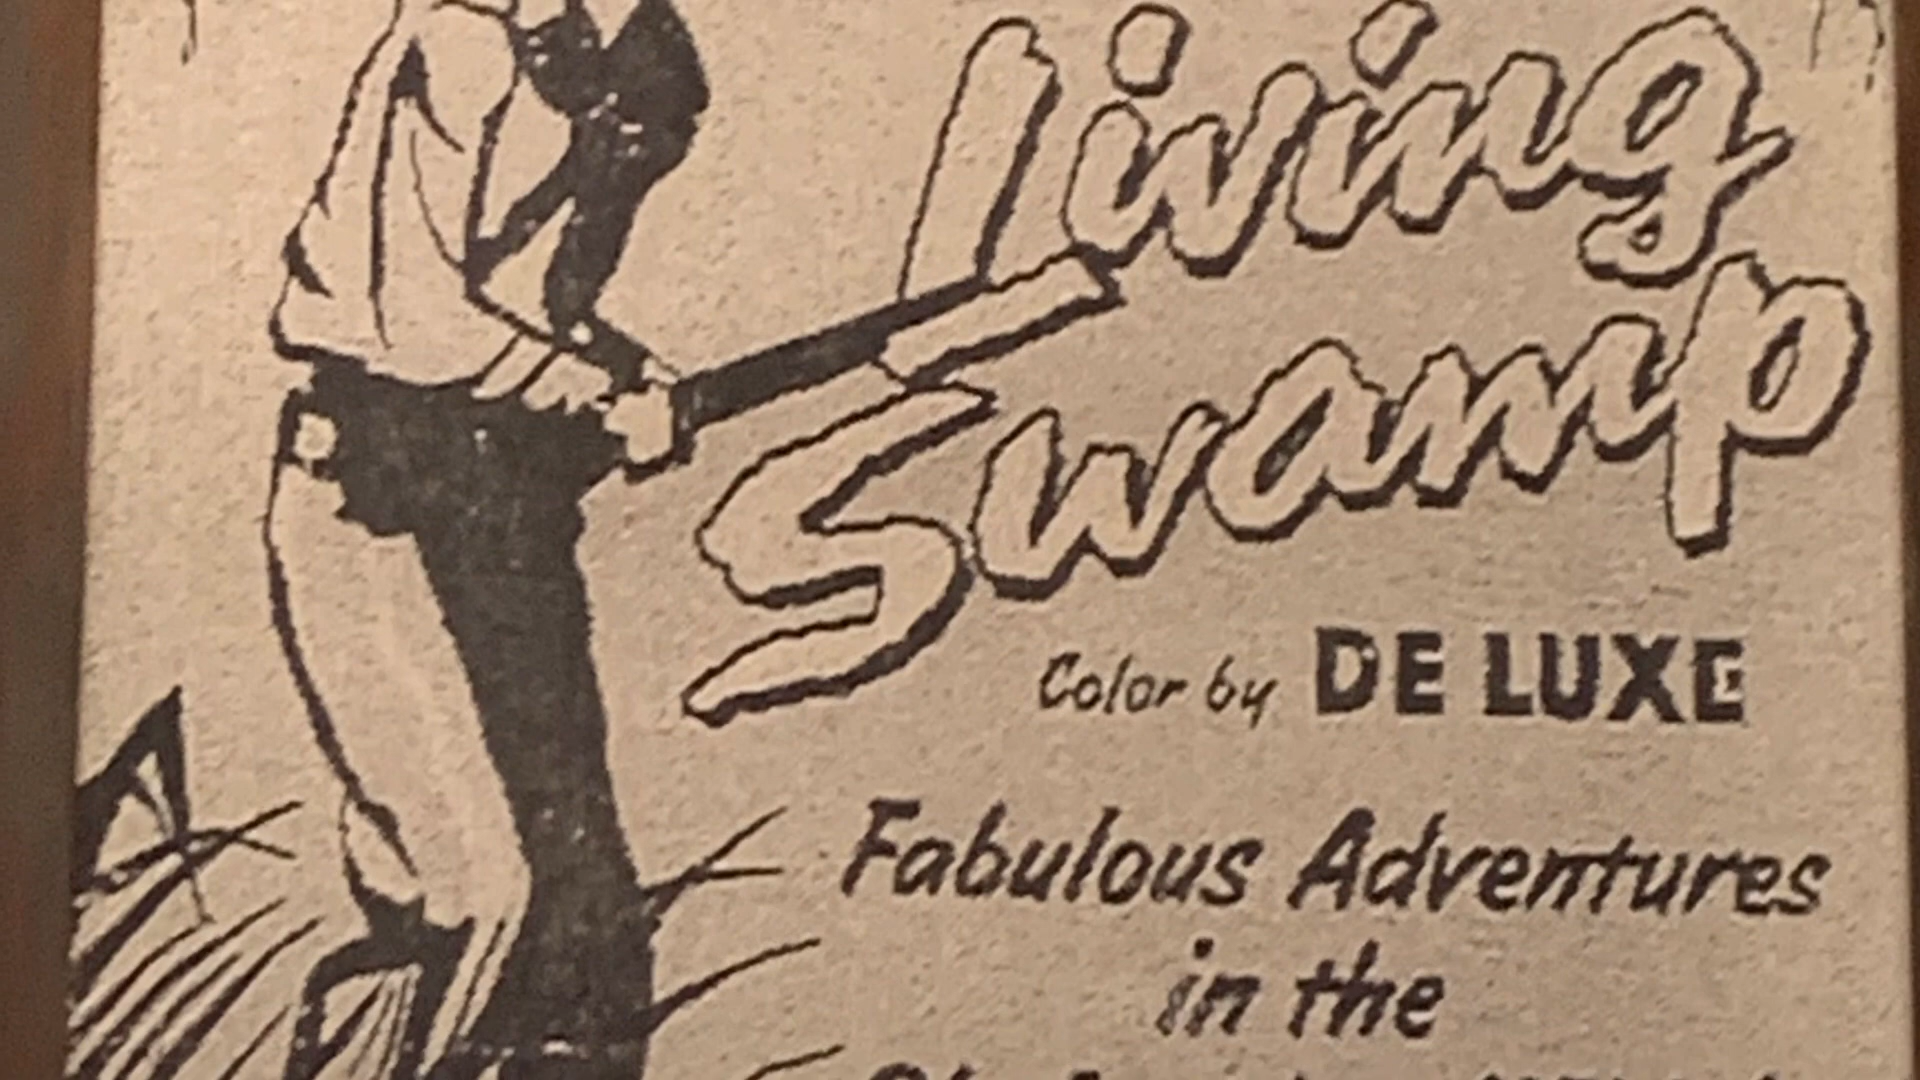 Living
Swamp
Color by DE LUXE
Fabulous Adventures
in the